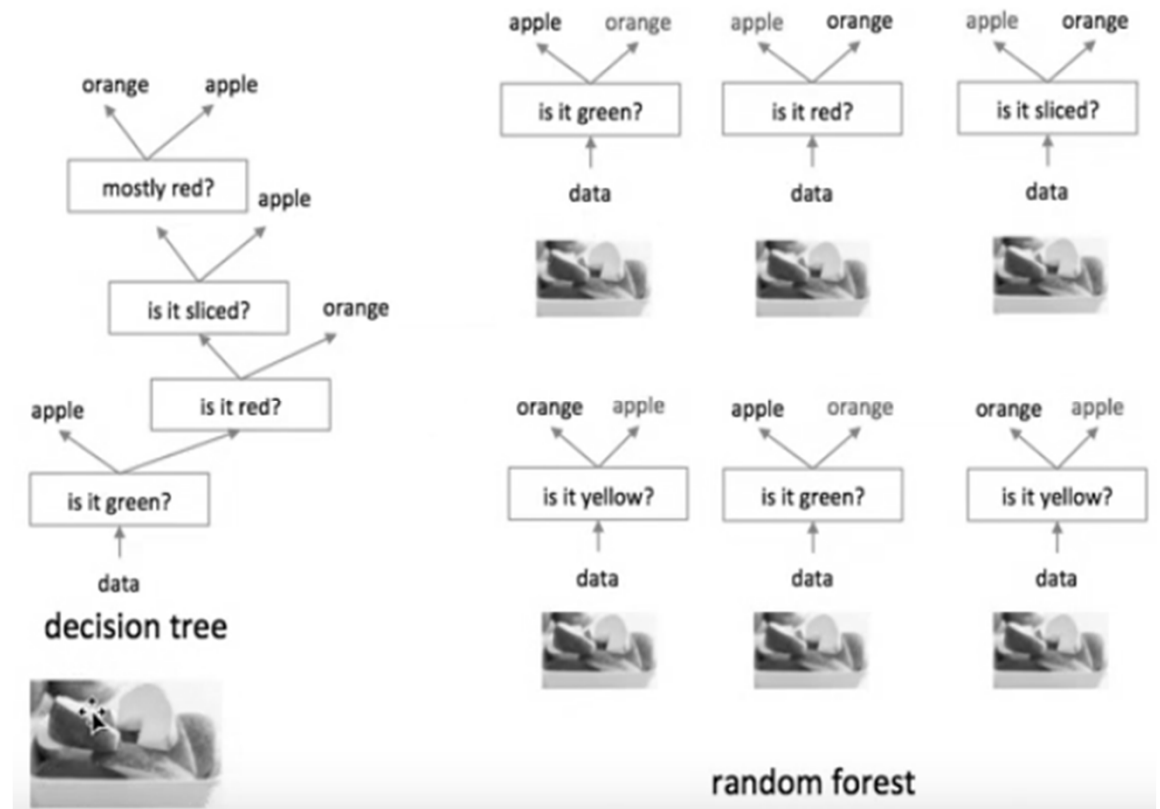 orange apple
mostly red?
apple
is it sliced?
orange
is it red?
apple
is it green?
data
decision tree
apple orange
is it green?
data
apple orange
is it red?
data
apple orange
is it sliced?
data
orange apple
is it yellow?
data
apple orange
is it green?
data
orange apple
is it yellow?
data
random forest